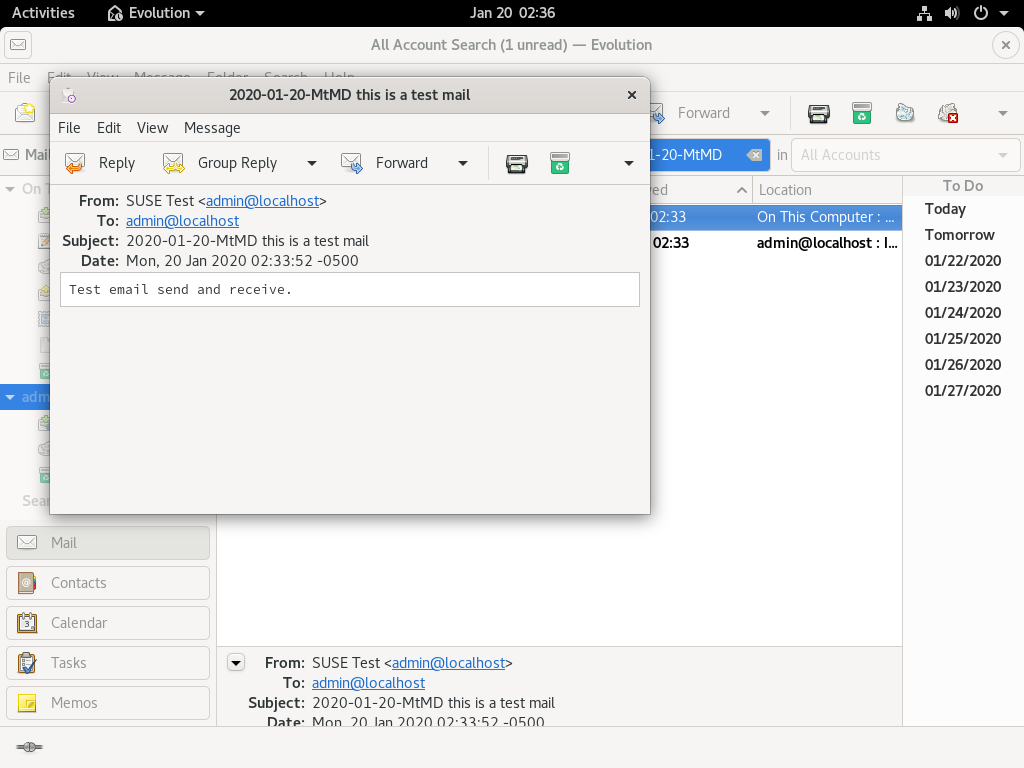 Activities Evolution Jan 20 02:36
All Account Search (1 unread) — Evolution
File Edit View Message Folder Search Help
2020-01-20-MtMD this is a test mail
File Edit View Message
Reply Group Reply Forward
From: SUSE Test <admin@localhost>
To: admin@localhost
Subject: 2020-01-20-MtMD this is a test mail
Date: Mon, 20 Jan 2020 02:33:52 -0500
Test email send and receive.
Forward
-20-MtMD in All Accounts
Location
02:33 On This Computer : ...
02:33 admin@localhost : I...
To Do
Today
Tomorrow
01/22/2020
01/23/2020
01/24/2020
01/25/2020
01/26/2020
01/27/2020
Mail
Contacts
Calendar
Tasks
Memos
From: SUSE Test <admin@localhost>
To: admin@localhost
Subject: 2020-01-20-MtMD this is a test mail
Date: Mon, 20 Jan 2020 02:33:52 -0500